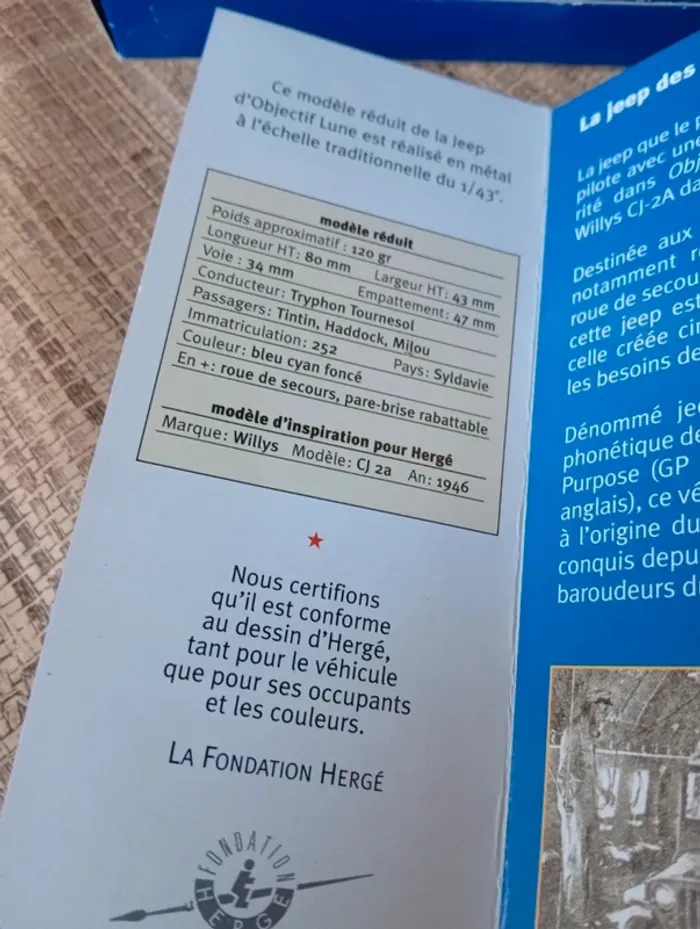 Ce modèle réduit de la Jeep
d'Objectif Lune est réalisé en métal
à l'échelle traditionnelle du 1/43e.
modèle réduit
Poids approximatif : 120 gr
Longueur HT: 80 mm Largeur HT: 43 mm
Voie : 34 mm Empattement: 47 mm
Conducteur: Tryphon Tournesol
Passagers: Tintin, Haddock, Milou
Immatriculation: 252 Pays: Syldavie
Couleur: bleu cyan foncé
En +: roue de secours, pare-brise rabattable
modèle d'inspiration pour Hergé
Marque: Willys Modèle: CJ 2a An: 1946
Nous certifions
qu'il est conforme
au dessin d'Hergé,
tant pour le véhicule
que pour ses occupants
et les couleurs.
LA FONDATION HERGÉ
FONDATION
HERGÉ
La jeep des
La jeep que le
pilote avec une
rité dans Obj
Willys CJ-2A da
Destinée aux
notamment r
roue de secou
cette jeep est
celle créée ci
les besoins de
Dénommé je
phonétique de
Purpose (GP
anglais), ce vé
à l'origine du
conquis depu
baroudeurs d